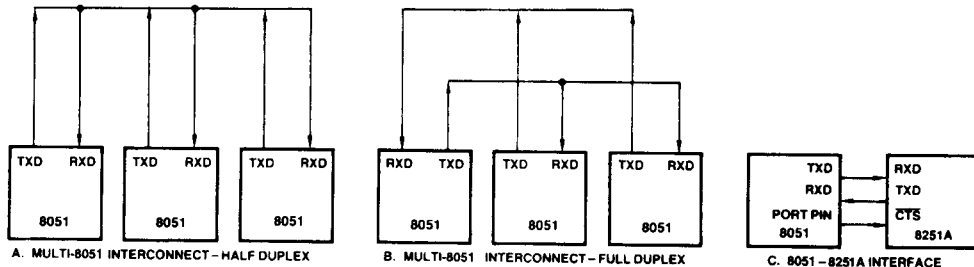 TXD RXD
8051
TXD RXD
8051
TXD RXD
8051
A. MULTI-8051 INTERCONNECT – HALF DUPLEX
RXD TXD
8051
TXD RXD
8051
TXD RXD
8051
B. MULTI-8051 INTERCONNECT – FULL DUPLEX
TXD
RXD
PORT PIN
8051
RXD
TXD
C̅T̅S̅
8251A
C. 8051 – 8251A INTERFACE